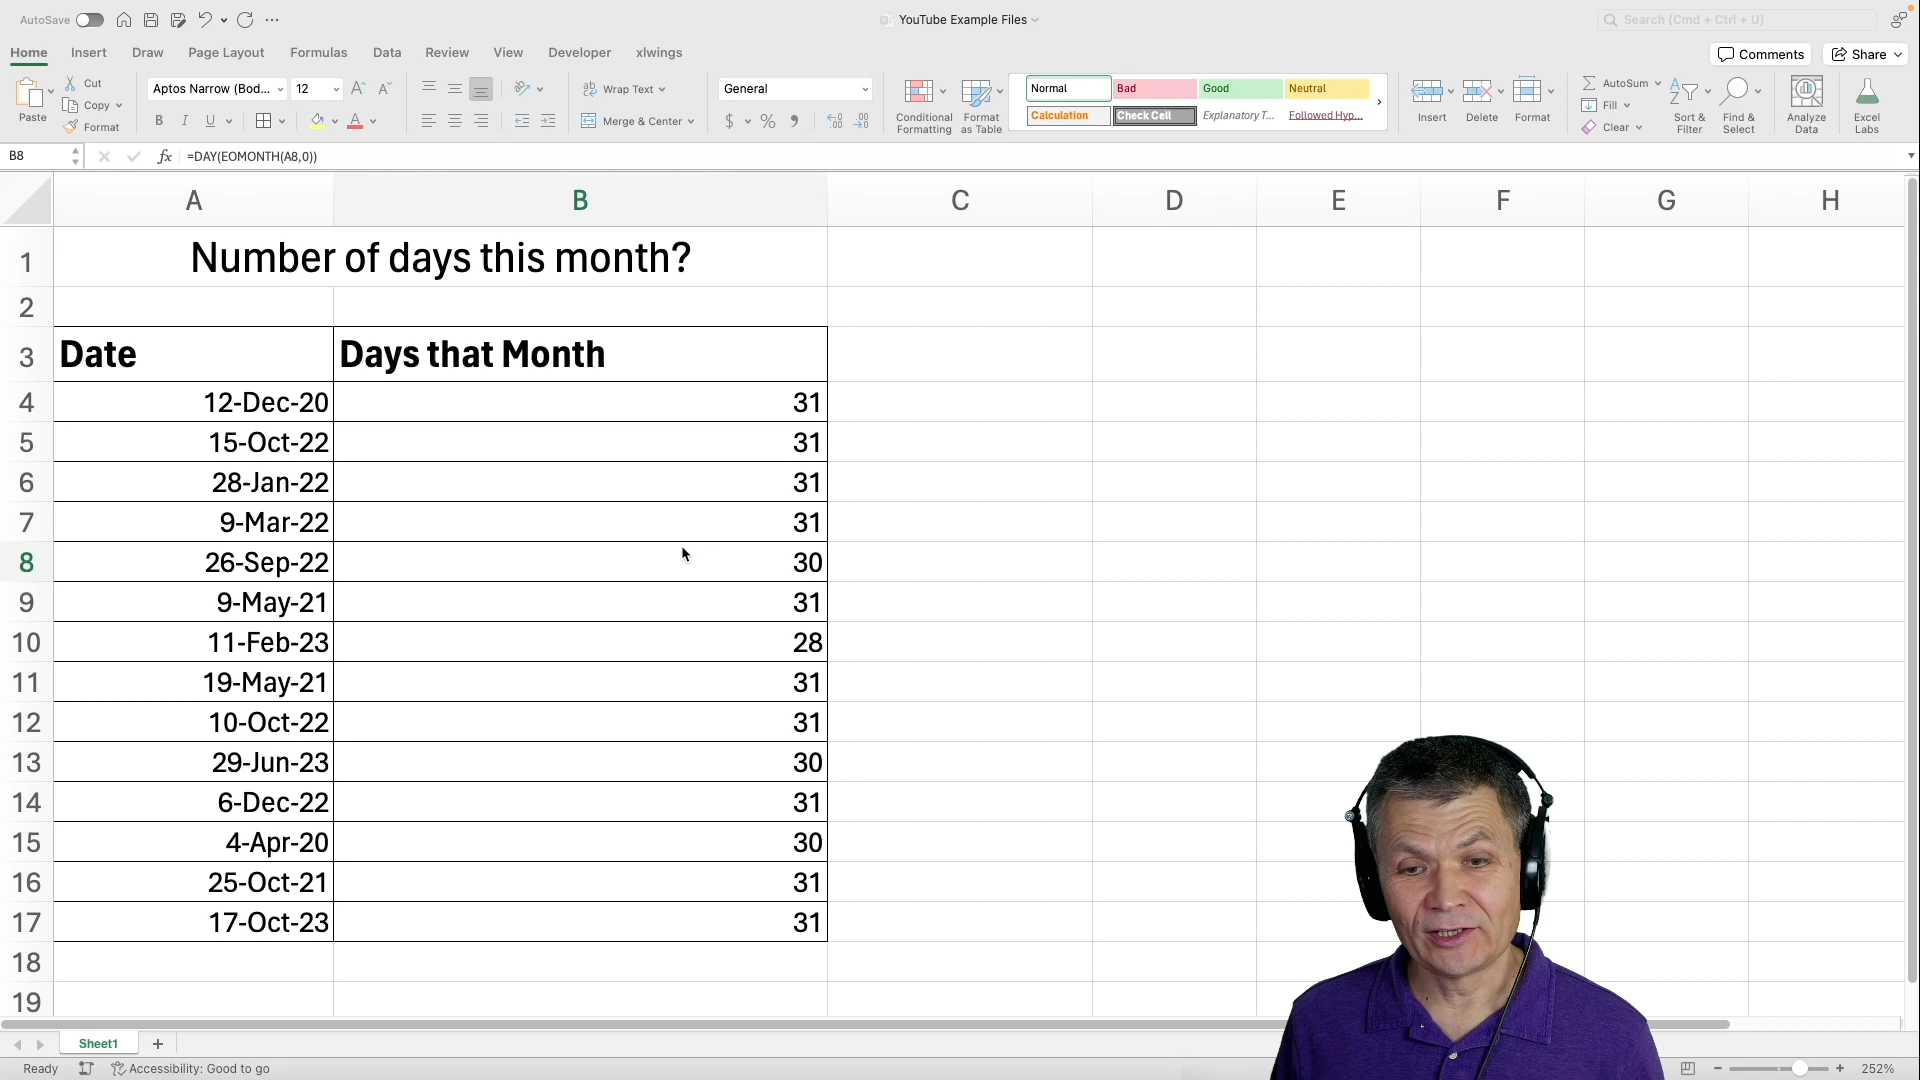 AutoSave
YouTube Example Files
Search (Cmd + Ctrl + U)
Home Insert Draw Page Layout Formulas Data Review View Developer xlwings
Comments Share
Paste
Cut
Copy
Format
Aptos Narrow (Bod... 12
B I U
Wrap Text
Merge & Center
General
$ % 9
Conditional Formatting
Format as Table
Normal Bad Good Neutral
Calculation Check Cell Explanatory T... Followed Hyp...
Insert Delete Format
AutoSum
Fill
Clear
Sort & Filter
Find & Select
Analyze Data
Excel Labs
B8 fx =DAY(EOMONTH(A8,0))
A B C D E F G H
1 Number of days this month?
2
3 Date Days that Month
4 12-Dec-20 31
5 15-Oct-22 31
6 28-Jan-22 31
7 9-Mar-22 31
8 26-Sep-22 30
9 9-May-21 31
10 11-Feb-23 28
11 19-May-21 31
12 10-Oct-22 31
13 29-Jun-23 30
14 6-Dec-22 31
15 4-Apr-20 30
16 25-Oct-21 31
17 17-Oct-23 31
18
19
Sheet1 +
Ready Accessibility: Good to go 252%